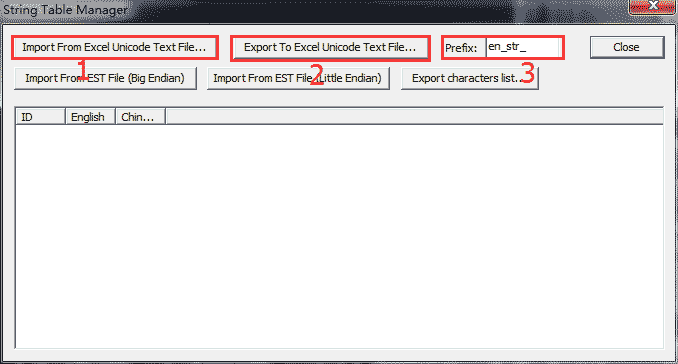 String Table Manager
Import From Excel Unicode Text File... Export To Excel Unicode Text File... Prefix: en_str_ Close
1 2 3
Import From EST File (Big Endian) Import From EST File (Little Endian) Export characters list...
ID English Chin...